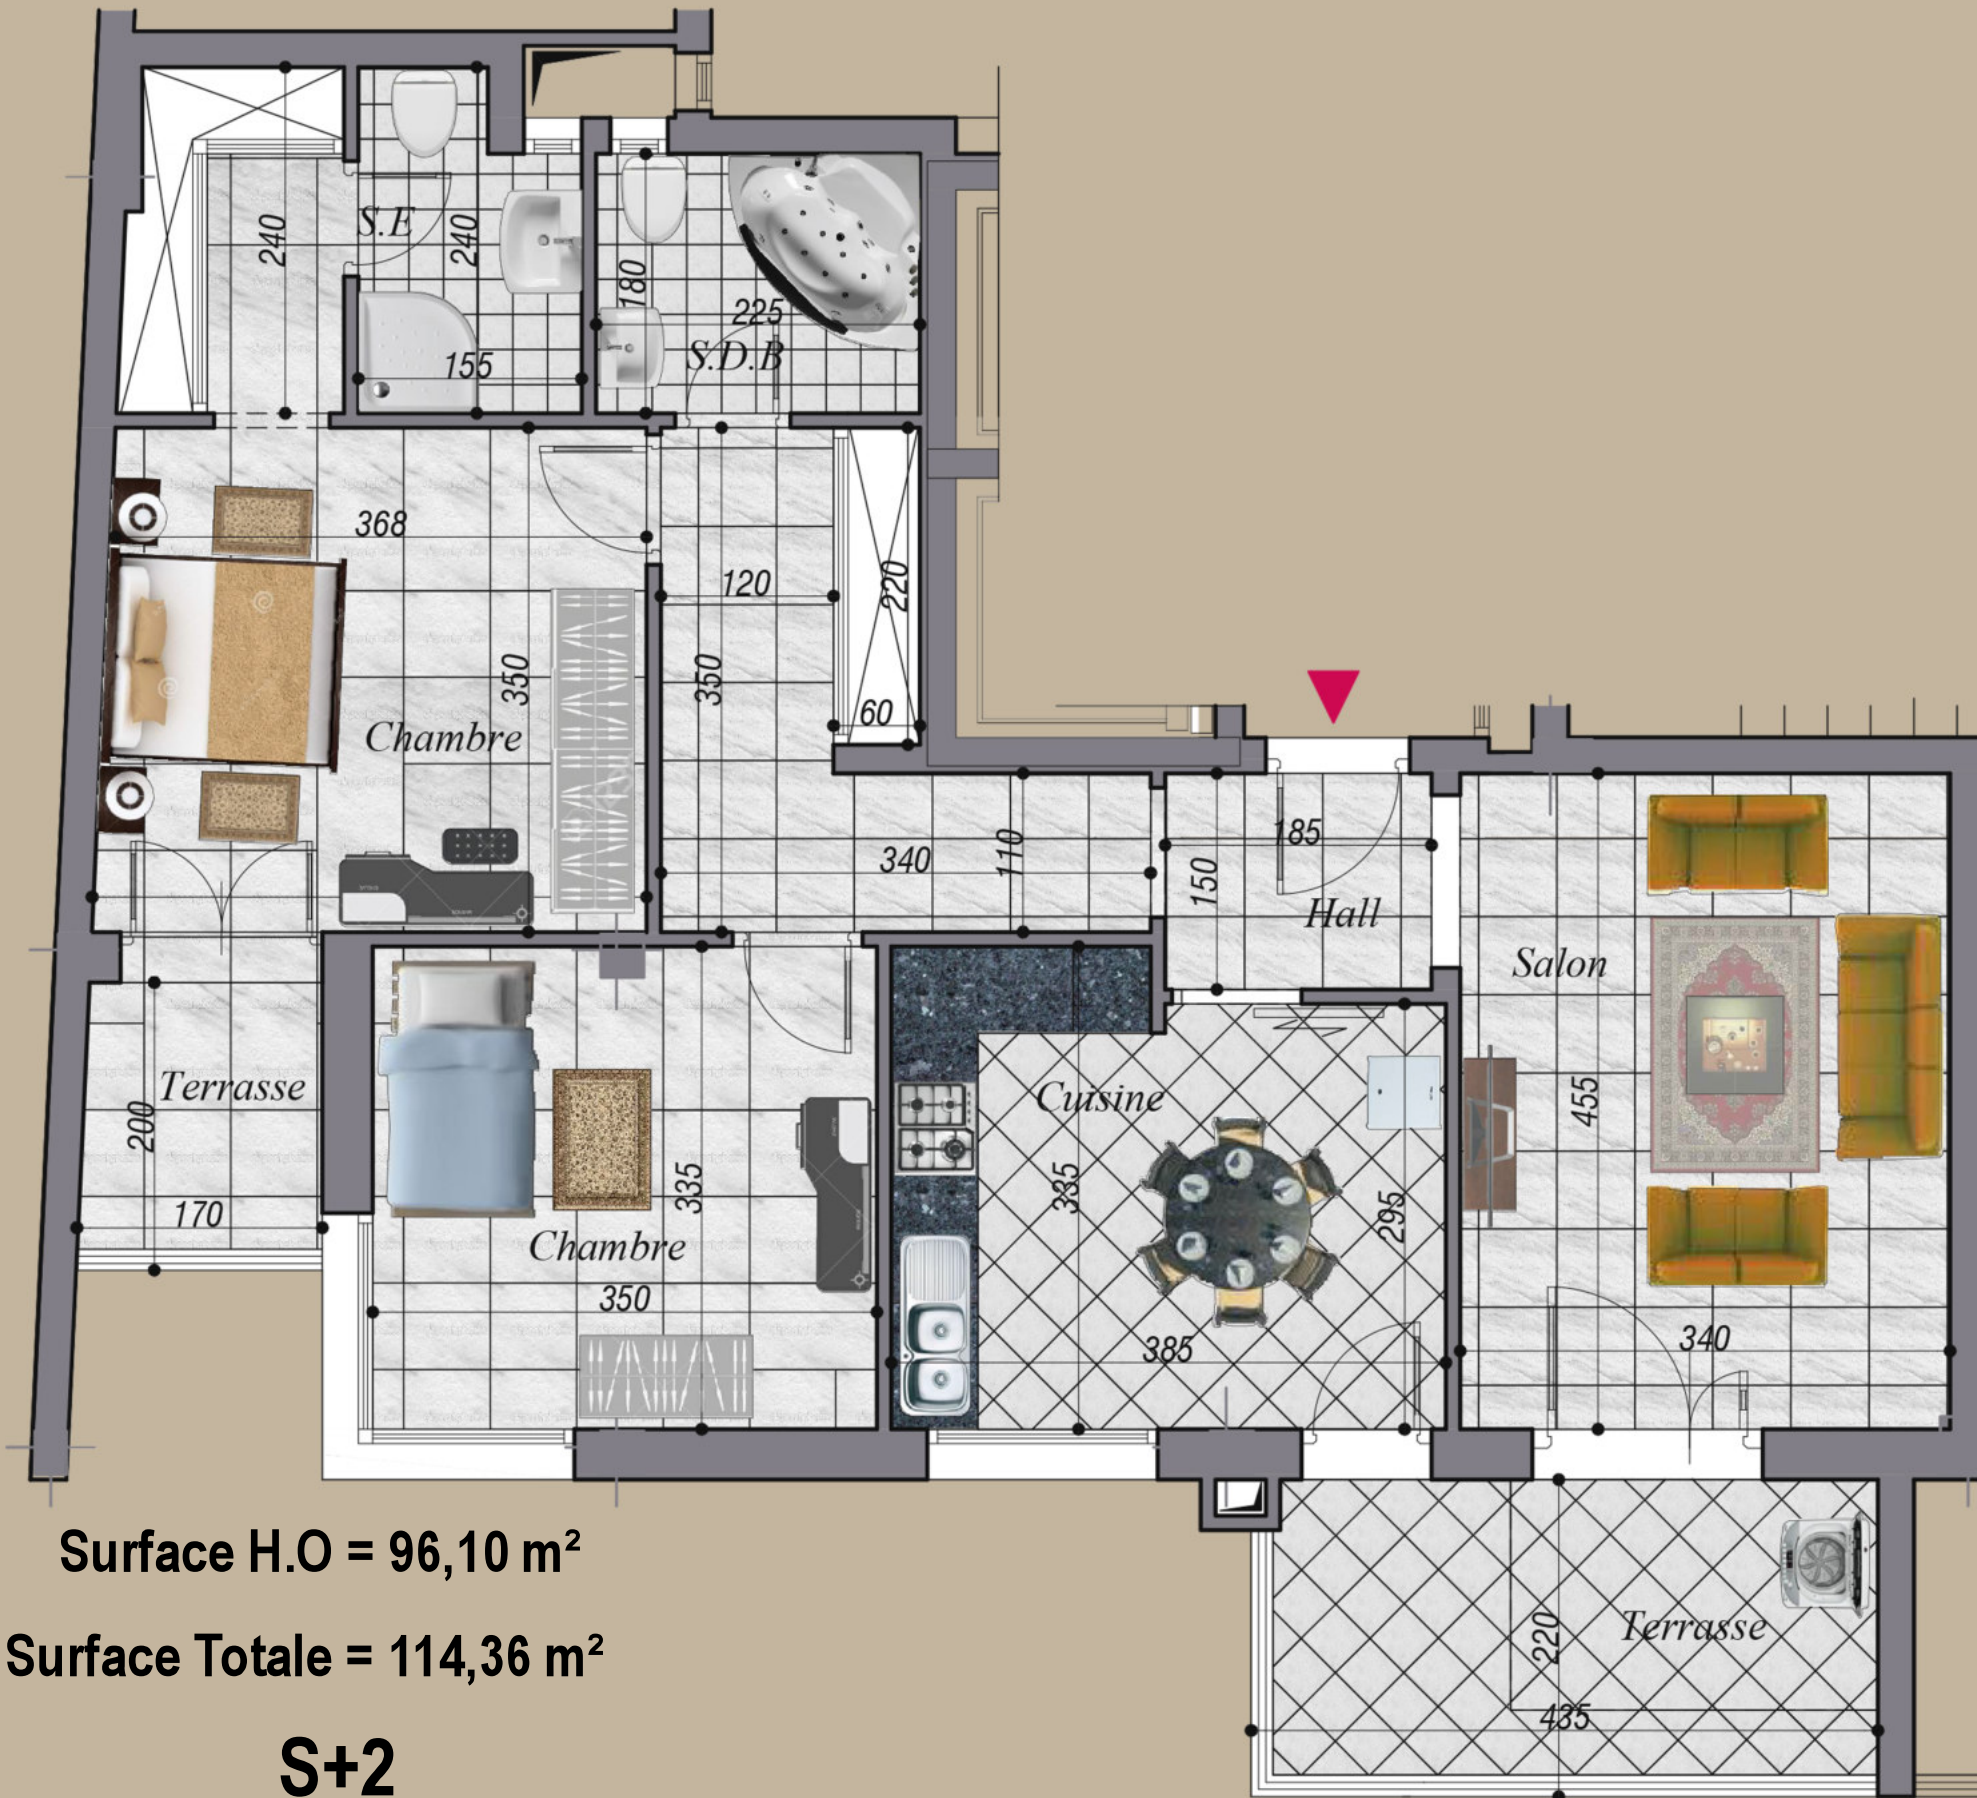 240
S.E
240
180
225
S.D.B
155
368
120
220
350
350
60
Chambre
185
340
110
150
Hall
Salon
Terrasse
200
Cuisine
455
335
335
295
170
Chambre
350
385
340
220
Terrasse
435
Surface H.O = 96,10 m²
Surface Totale = 114,36 m²
S+2